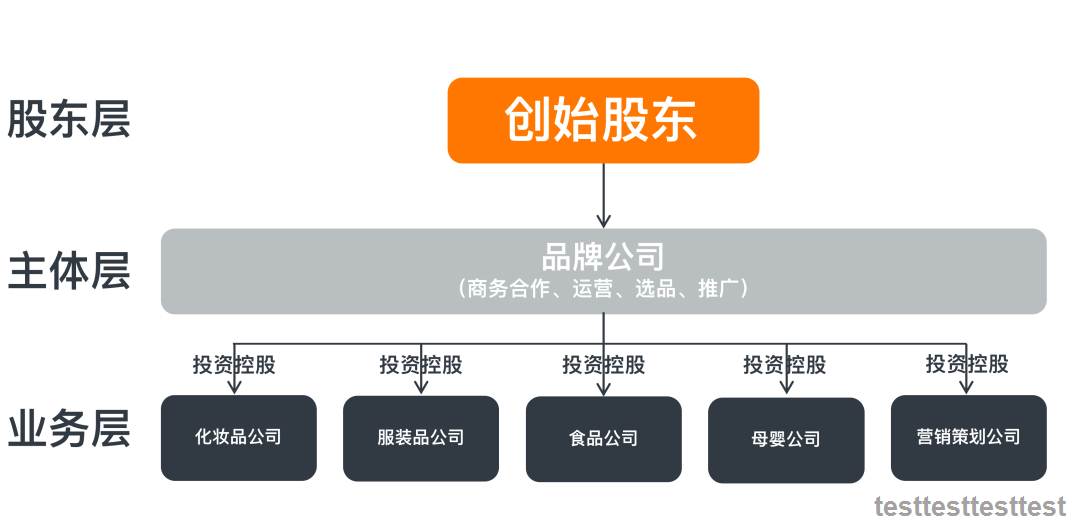 股东层
创始股东
主体层
品牌公司
（商务合作、运营、选品、推广）
投资控股
投资控股
投资控股
投资控股
投资控股
业务层
化妆品公司
服装品公司
食品公司
母婴公司
营销策划公司
testtesttesttest